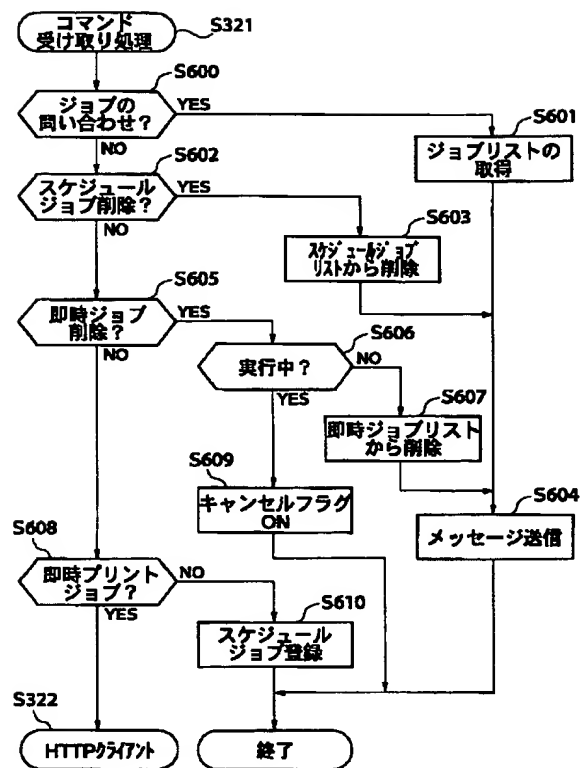 コマンド
受け取り処理
S321
S600
ジョブの
問い合わせ？
YES
NO
S601
ジョブリストの
取得
S602
スケジュール
ジョブ削除？
YES
NO
S603
スケジュールジョブ
リストから削除
S605
即時ジョブ
削除？
YES
NO
S606
実行中？
NO
YES
S607
即時ジョブリスト
から削除
S609
キャンセルフラグ
ON
S604
メッセージ送信
S608
即時プリント
ジョブ？
NO
YES
S610
スケジュール
ジョブ登録
S322
HTTPクライアント
終了